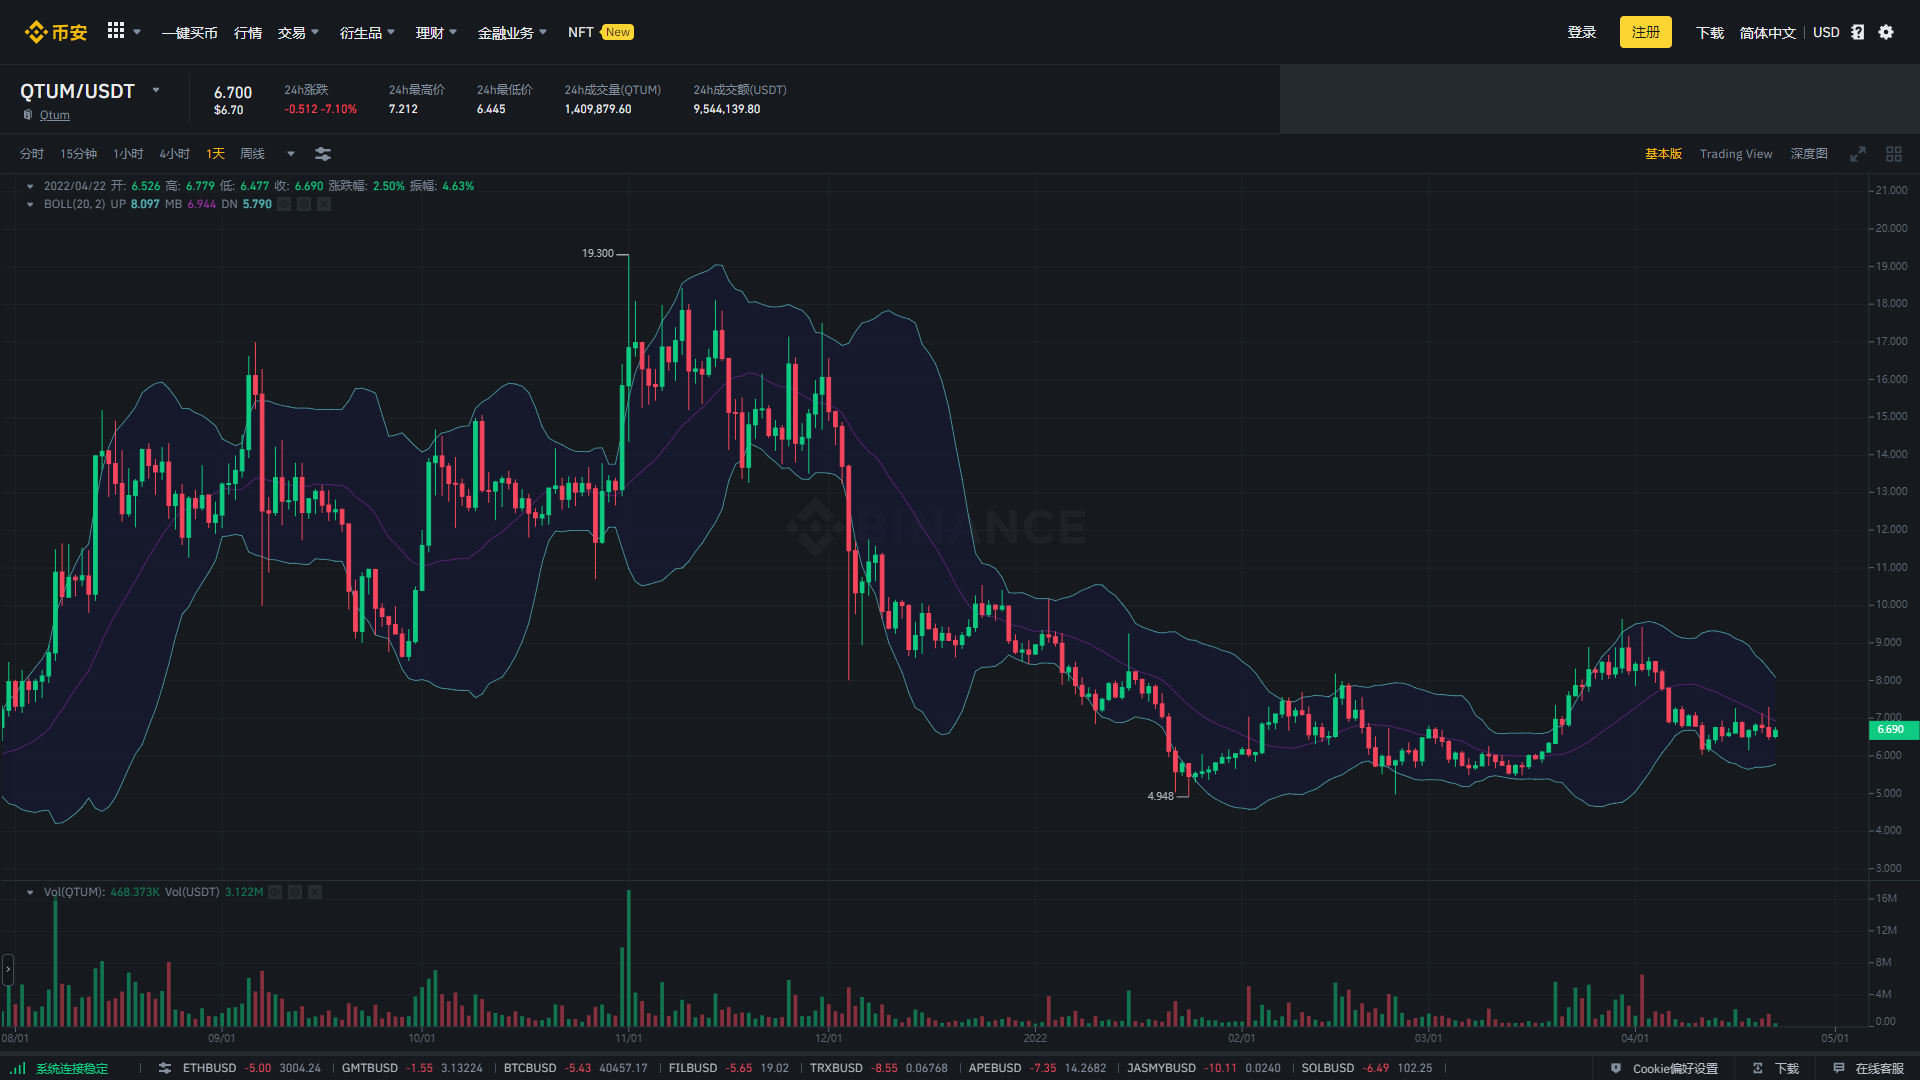 币安 一键买币 行情 交易 衍生品 理财 金融业务 NFT New 登录 注册 下载 简体中文 USD
QTUM/USDT
Qtum
6.700
$6.70
24h涨跌 24h最高价 24h最低价 24h成交量(QTUM) 24h成交额(USDT)
-0.512 -7.10% 7.212 6.445 1,409,879.60 9,544,139.80
分时 15分钟 1小时 4小时 1天 周线 基本版 Trading View 深度图
2022/04/22 开: 6.526 高: 6.779 低: 6.477 收: 6.690 涨跌幅: 2.50% 振幅: 4.63%
BOLL(20, 2) UP 8.097 MB 6.944 DN 5.790
21.000
20.000
19.300
19.000
18.000
17.000
16.000
15.000
14.000
13.000
BINANCE
12.000
11.000
10.000
9.000
8.000
7.000
6.690
6.000
4.948
5.000
4.000
3.000
Vol(QTUM): 468.373K Vol(USDT) 3.122M
16M
12M
8M
4M
0.00
08/01 09/01 10/01 11/01 12/01 2022 02/01 03/01 04/01 05/01
系统连接稳定 ETHBUSD -5.00 3004.24 GMTBUSD -1.55 3.13224 BTCBUSD -5.43 40457.17 FILBUSD -5.65 19.02 TRXBUSD -8.55 0.06768 APEBUSD -7.35 14.2682 JASMYBUSD -10.11 0.0240 SOLBUSD -6.49 102.25 Cookie偏好设置 下载 在线客服